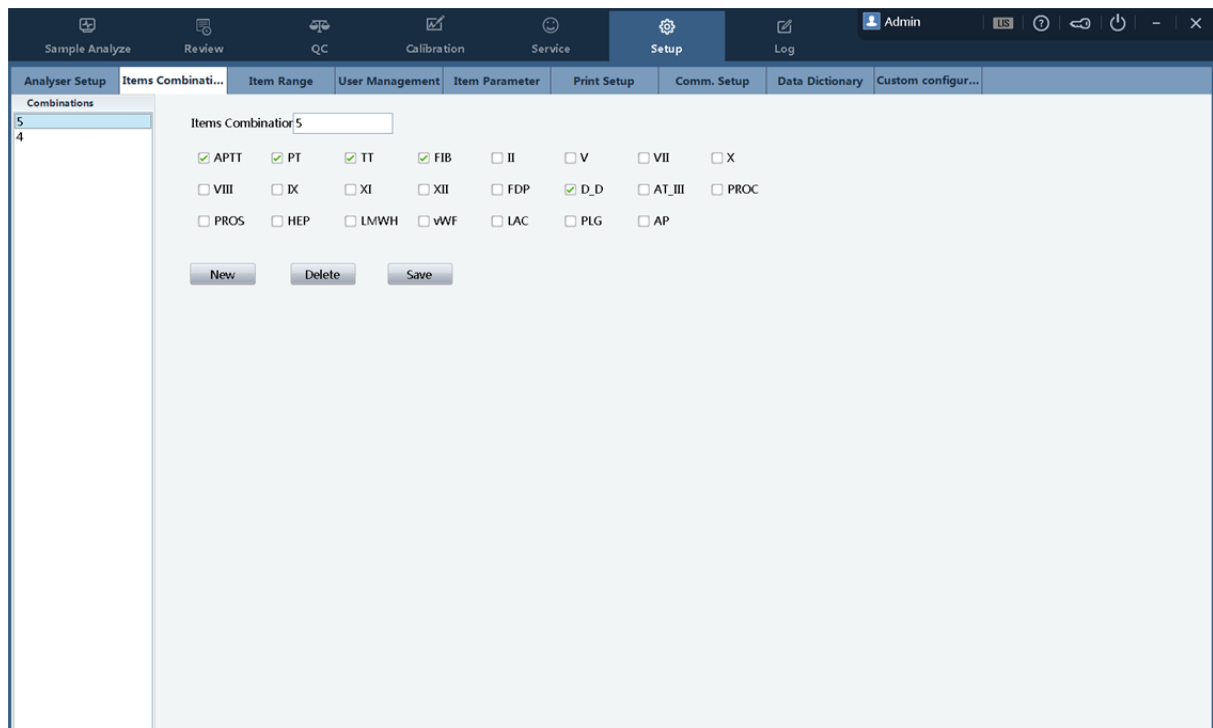 Admin
LIS
Sample Analyze Review QC Calibration Service Setup Log
Analyser Setup Items Combinati... Item Range User Management Item Parameter Print Setup Comm. Setup Data Dictionary Custom configur...
Combinations
5
4
Items Combination 5
APTT PT TT FIB II V VII X
VIII IX XI XII FDP D_D AT_III PROC
PROS HEP LMWH vWF LAC PLG AP
New Delete Save